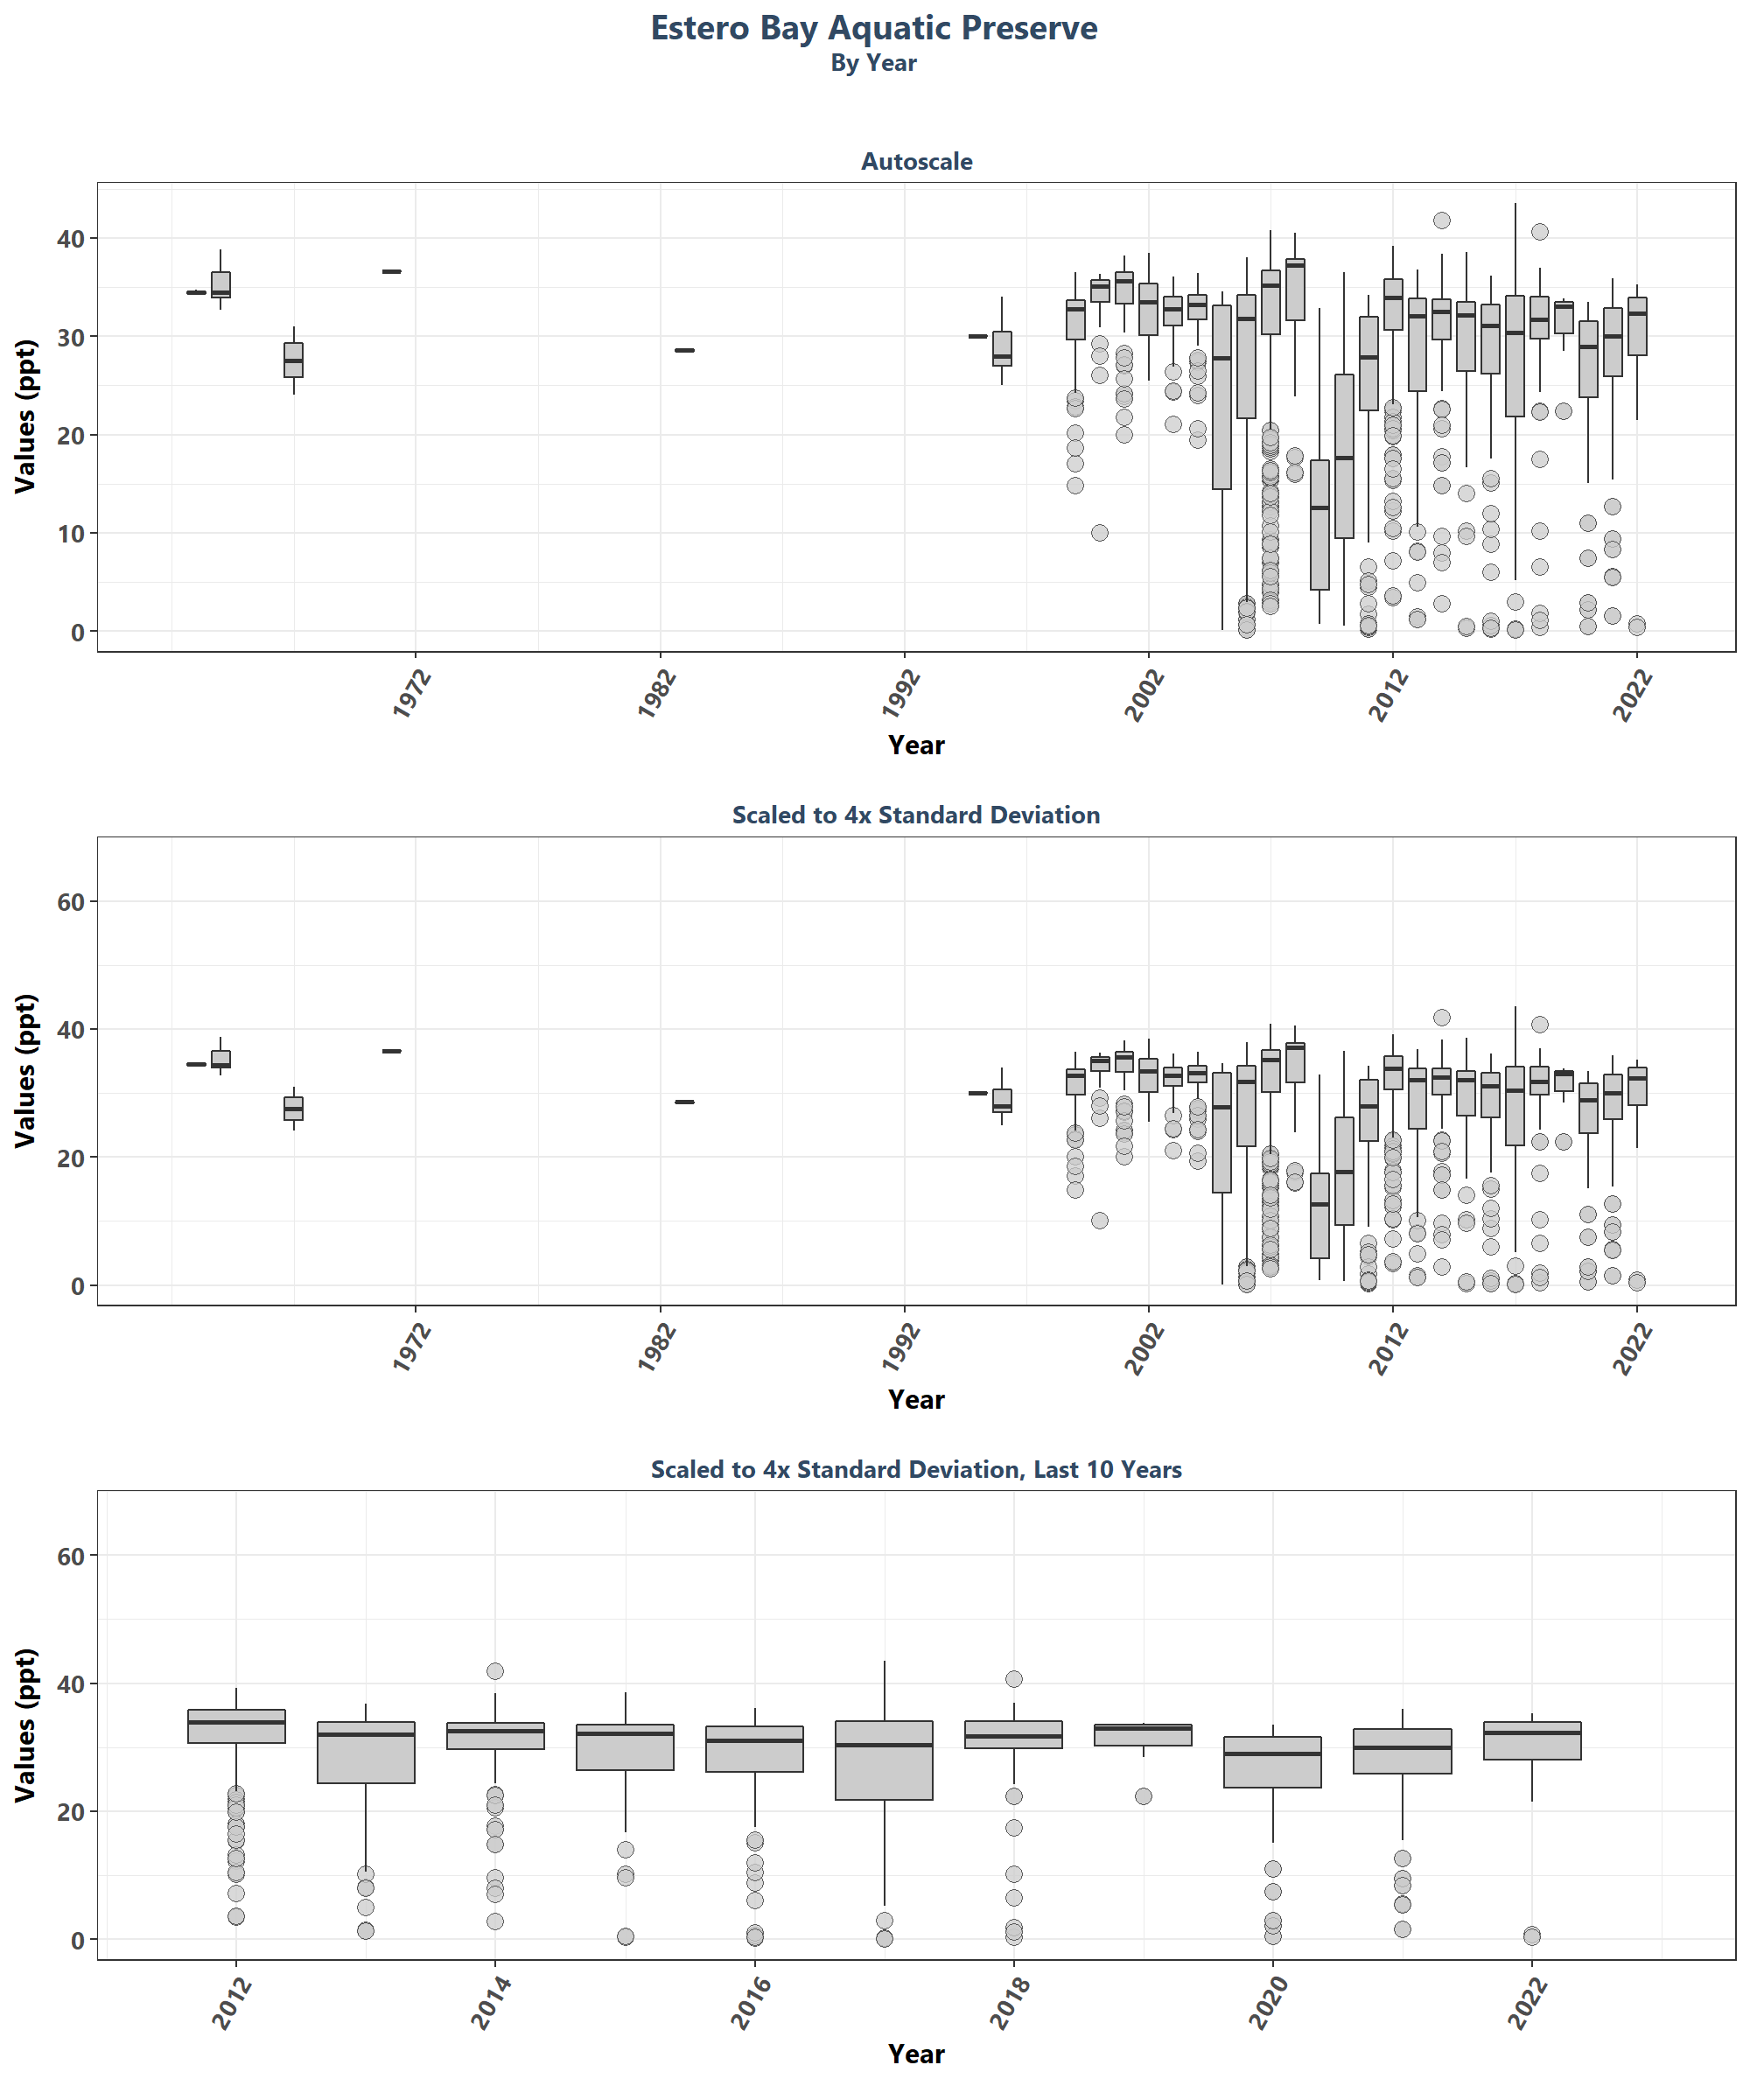 Estero Bay Aquatic Preserve
By Year
Autoscale
Values (ppt)
40
30
20
10
0
1972 1982 1992 2002 2012 2022
Year
Scaled to 4x Standard Deviation
Values (ppt)
60
40
20
0
1972 1982 1992 2002 2012 2022
Year
Scaled to 4x Standard Deviation, Last 10 Years
Values (ppt)
60
40
20
0
2012 2014 2016 2018 2020 2022
Year